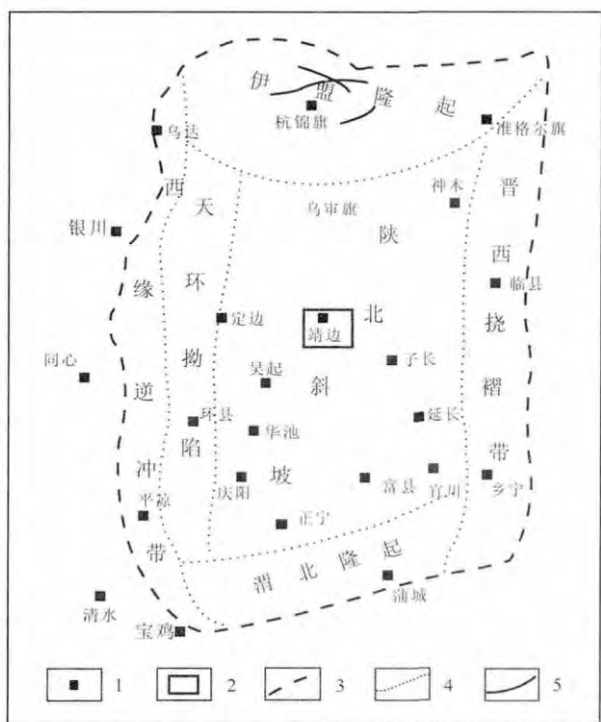 伊盟隆起
杭锦旗
乌达
准格尔旗
西缘逆冲带
天环坳陷
乌审旗
神木
陕北斜坡
晋西挠褶带
银川
临县
定边
靖边
同心
吴起
子长
环县
华池
延长
庆阳
富县
宜川
乡宁
平凉
正宁
渭北隆起
清水
蒲城
宝鸡
1 2 3 4 5